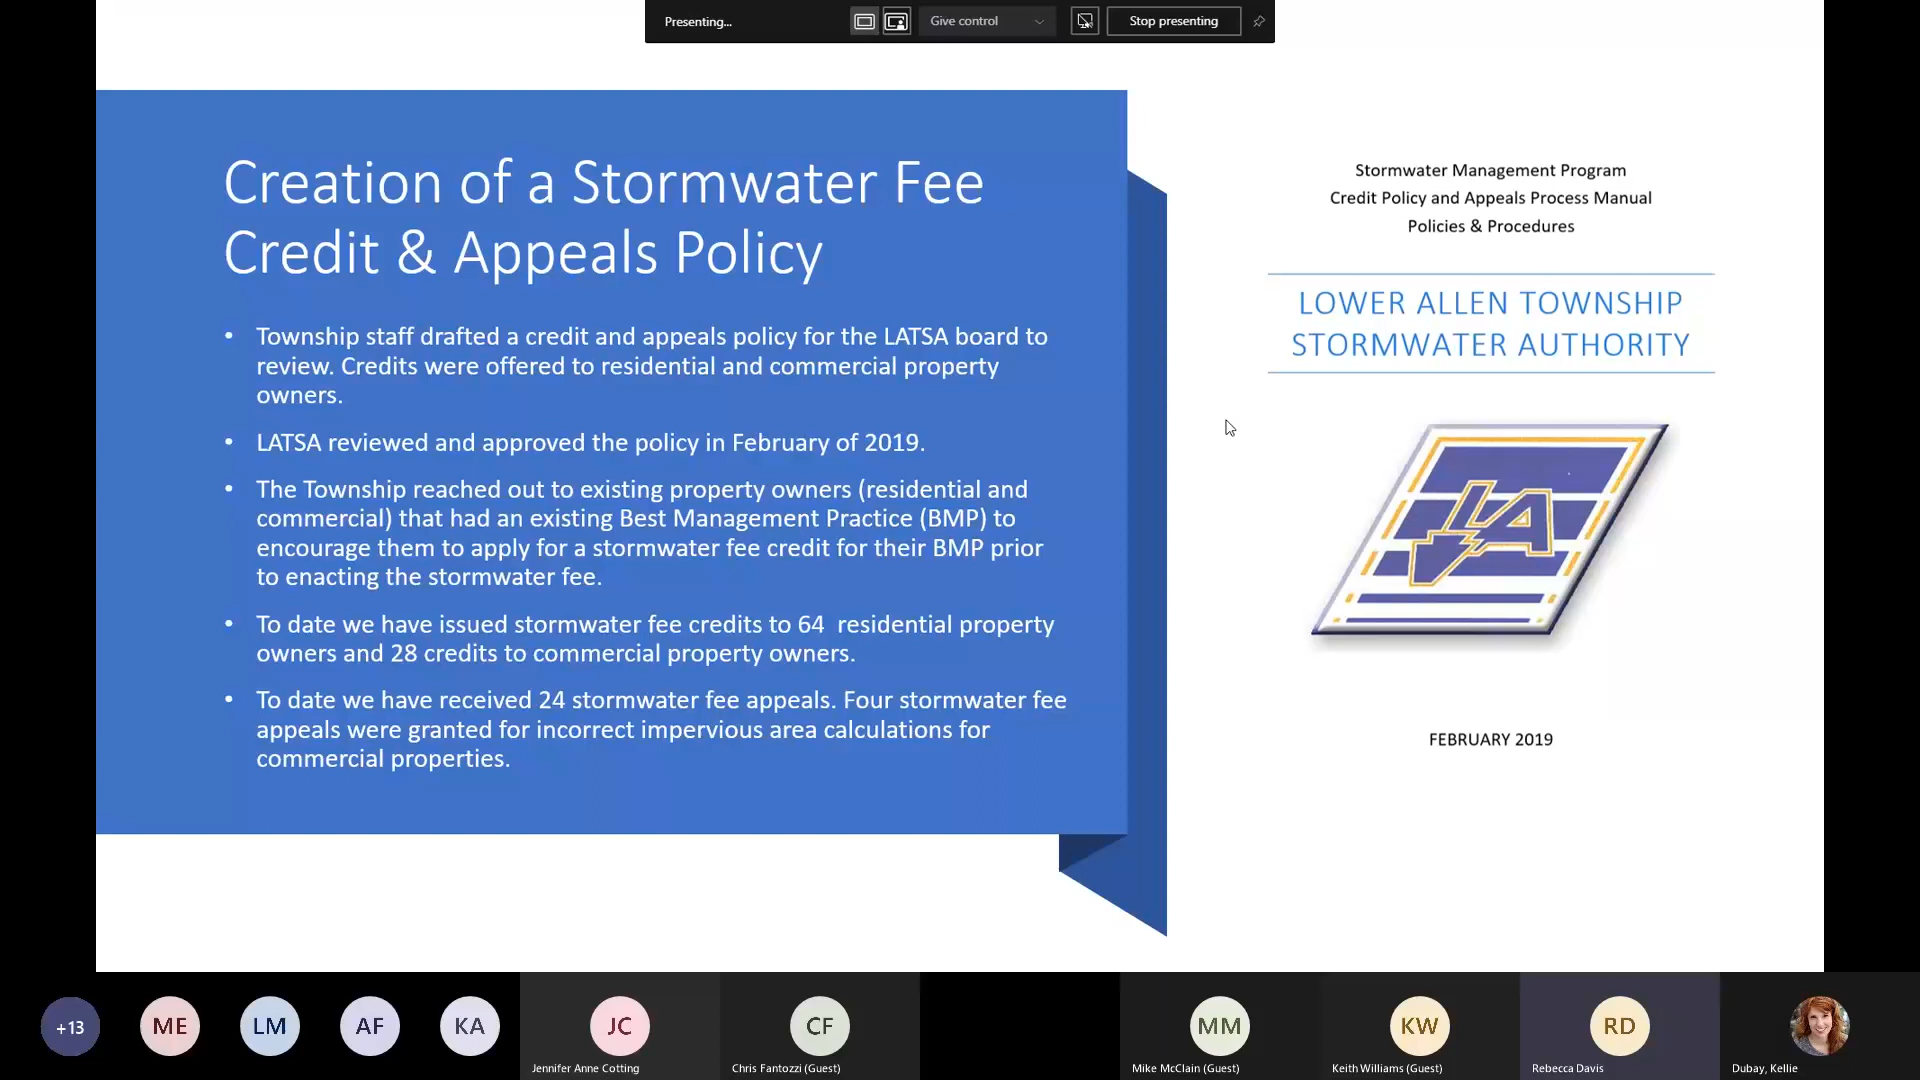 Presenting...
Give control
Stop presenting
Creation of a Stormwater Fee
Credit & Appeals Policy
• Township staff drafted a credit and appeals policy for the LATSA board to
review. Credits were offered to residential and commercial property
owners.
• LATSA reviewed and approved the policy in February of 2019.
• The Township reached out to existing property owners (residential and
commercial) that had an existing Best Management Practice (BMP) to
encourage them to apply for a stormwater fee credit for their BMP prior
to enacting the stormwater fee.
• To date we have issued stormwater fee credits to 64 residential property
owners and 28 credits to commercial property owners.
• To date we have received 24 stormwater fee appeals. Four stormwater fee
appeals were granted for incorrect impervious area calculations for
commercial properties.
Stormwater Management Program
Credit Policy and Appeals Process Manual
Policies & Procedures
LOWER ALLEN TOWNSHIP
STORMWATER AUTHORITY
LA
FEBRUARY 2019
+13
ME
LM
AF
KA
JC
Jennifer Anne Cotting
CF
Chris Fantozzi (Guest)
MM
Mike McClain (Guest)
KW
Keith Williams (Guest)
RD
Rebecca Davis
Dubay, Kellie